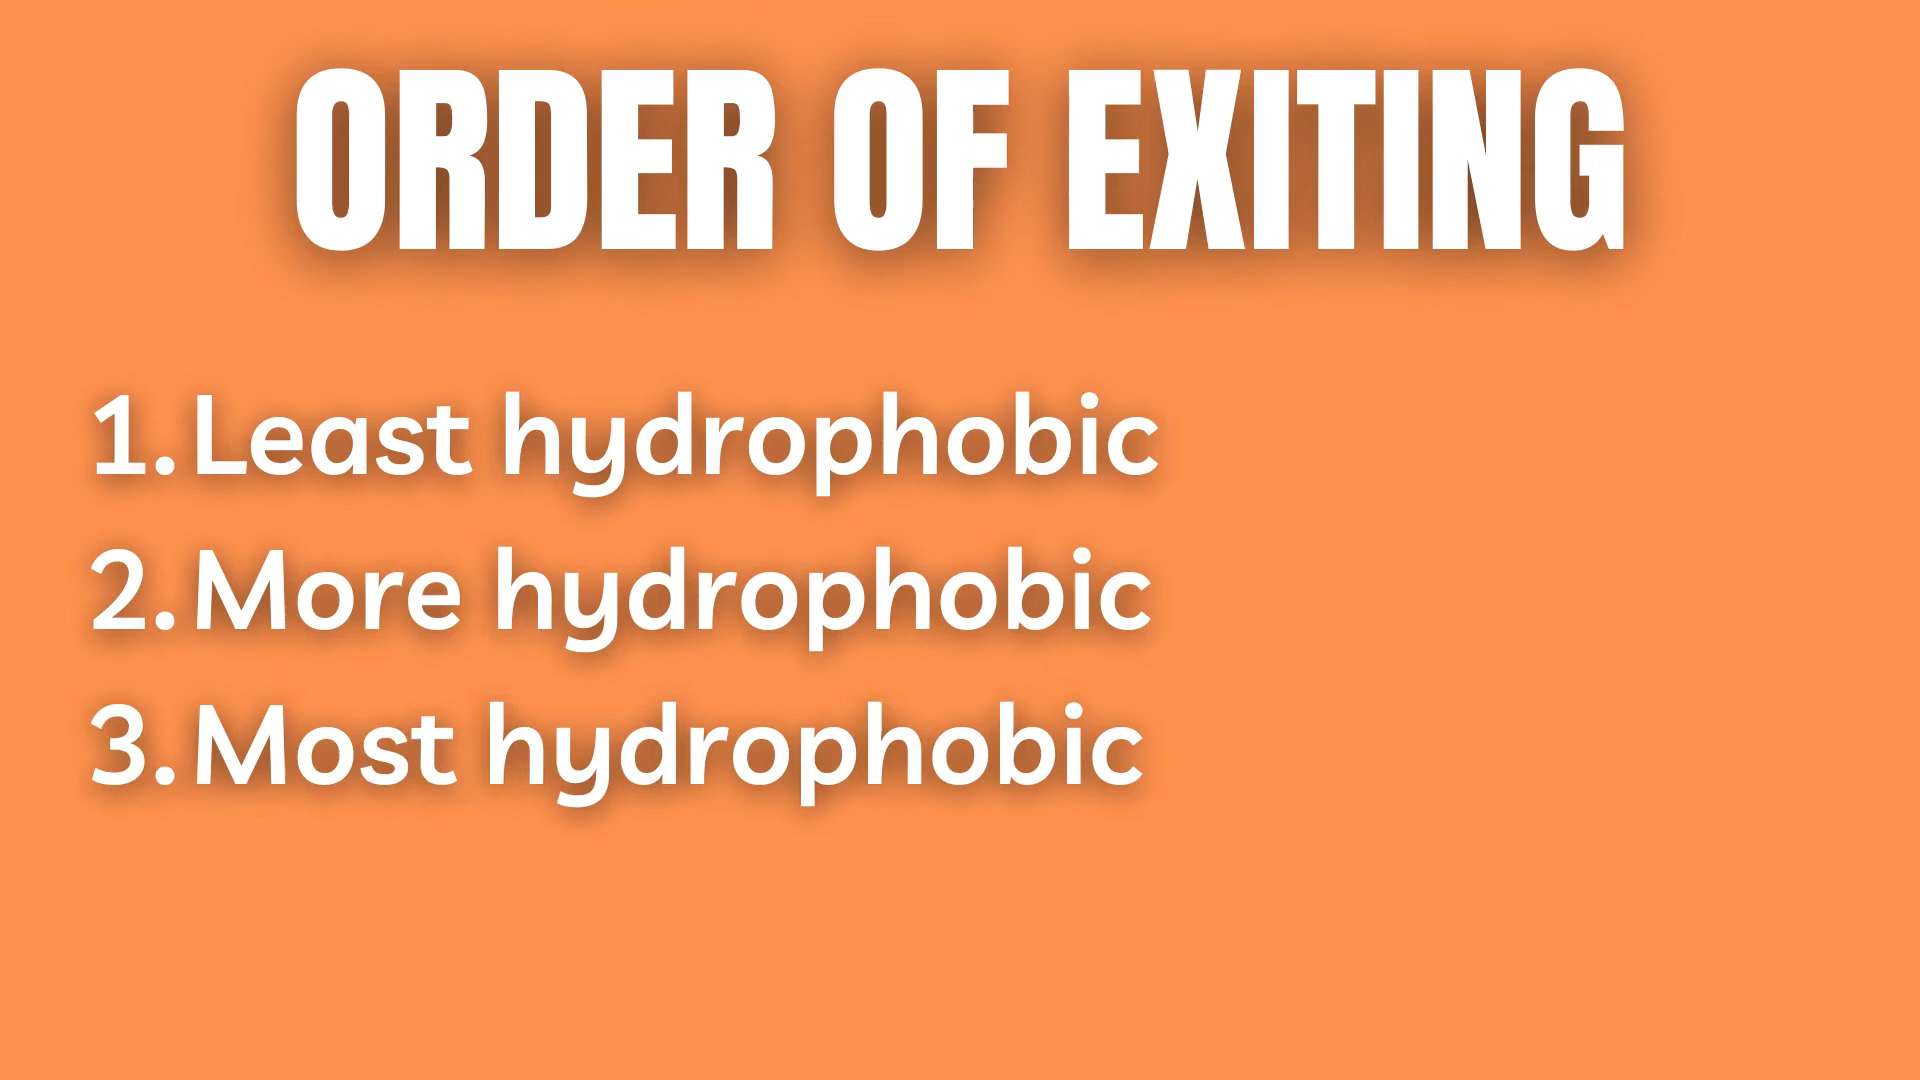 ORDER OF EXITING
1. Least hydrophobic
2. More hydrophobic
3. Most hydrophobic